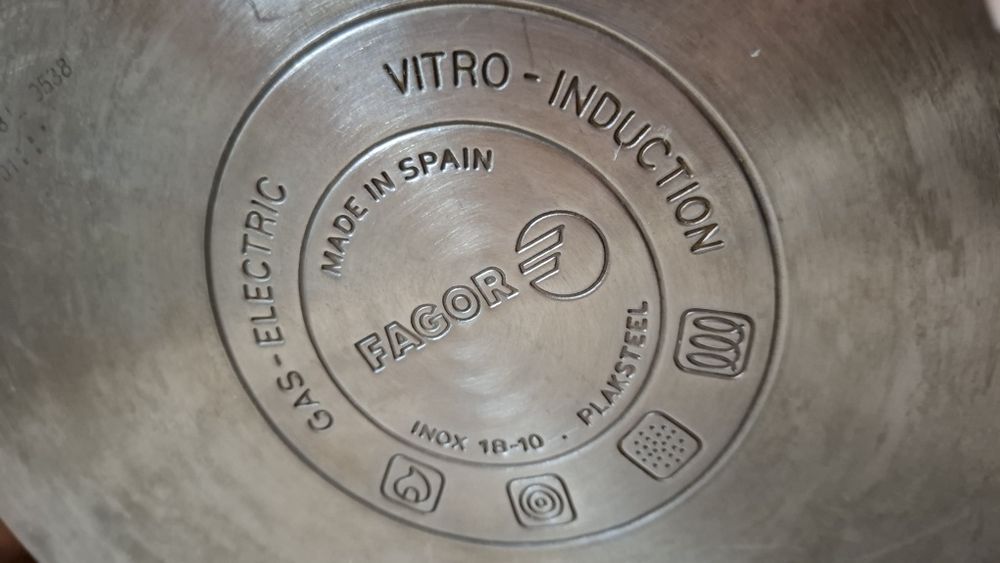 GAS - ELECTRIC
VITRO - INDUCTION
MADE IN SPAIN
FAGOR
INOX 18-10 . PLAKSTEEL